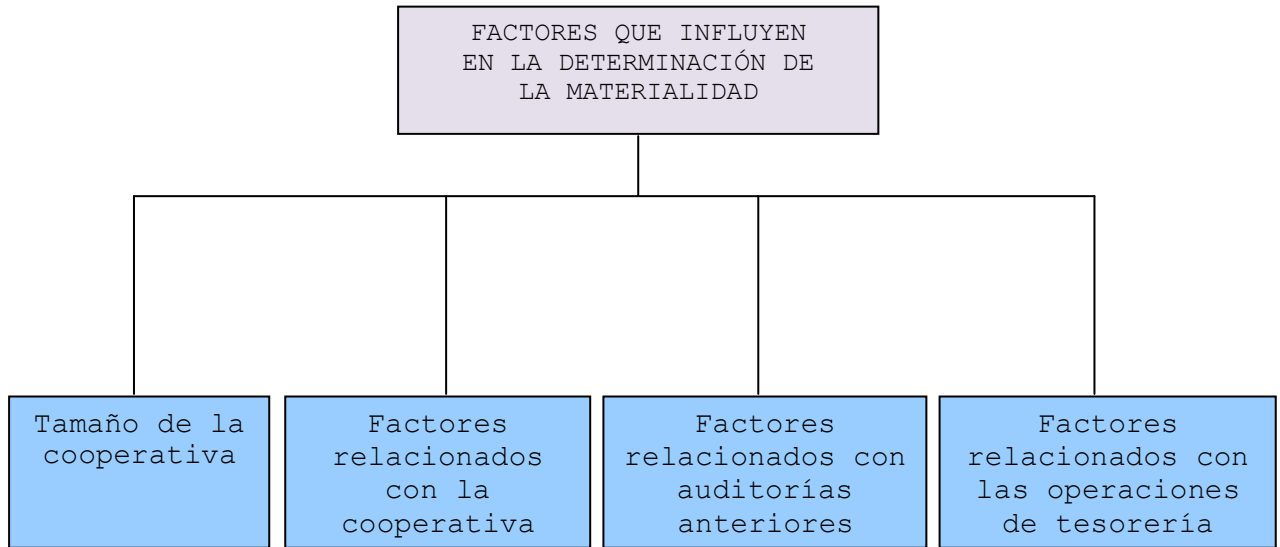 FACTORES QUE INFLUYEN
EN LA DETERMINACIÓN DE
LA MATERIALIDAD
Tamaño de la
cooperativa
Factores
relacionados
con la
cooperativa
Factores
relacionados con
auditorías
anteriores
Factores
relacionados con
las operaciones
de tesorería